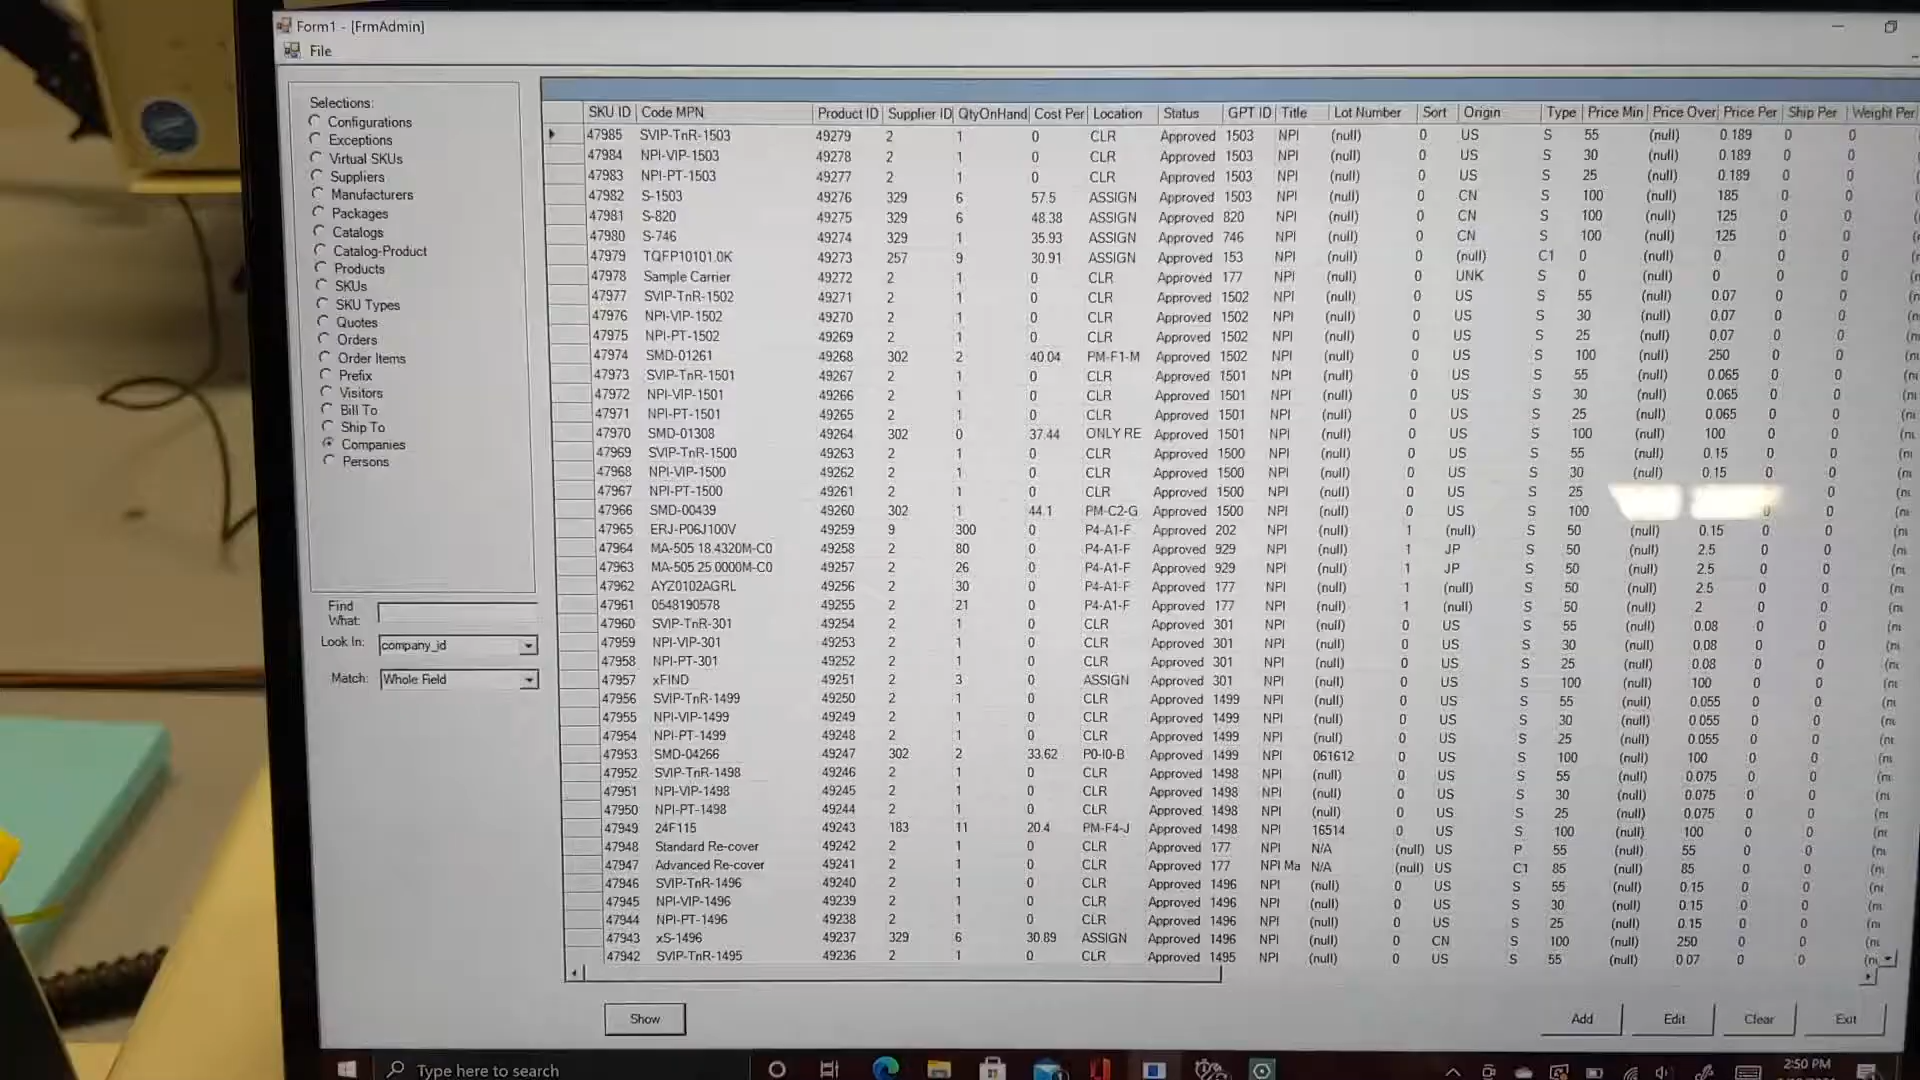 Form1 - [FrmAdmin]
File
Selections:
Configurations
Exceptions
Virtual SKUs
Suppliers
Manufacturers
Packages
Catalogs
Catalog-Product
Products
SKUs
SKU Types
Quotes
Orders
Order Items
Prefix
Visitors
Bill To
Ship To
Companies
Persons
Find What:
Look In: company_id
Match: Whole Field
SKU ID Code MPN Product ID Supplier ID QtyOnHand Cost Per Location Status GPT ID Title Lot Number Sort Origin Type Price Min Price Over Price Per Ship Per Weight Per
47985 SVIP-TnR-1503 49279 2 1 0 CLR Approved 1503 NPI (null) 0 US S 55 (null) 0.189 0 0
47984 NPI-VIP-1503 49278 2 1 0 CLR Approved 1503 NPI (null) 0 US S 30 (null) 0.189 0 0
47983 NPI-PT-1503 49277 2 1 0 CLR Approved 1503 NPI (null) 0 US S 25 (null) 0.189 0 0
47982 S-1503 49276 329 6 57.5 ASSIGN Approved 1503 NPI (null) 0 CN S 100 (null) 185 0 0
47981 S-820 49275 329 6 48.38 ASSIGN Approved 820 NPI (null) 0 CN S 100 (null) 125 0 0
47980 S-746 49274 329 1 35.93 ASSIGN Approved 746 NPI (null) 0 CN S 100 (null) 125 0 0
47979 TQFP10101.0K 49273 257 9 30.91 ASSIGN Approved 153 NPI (null) 0 (null) C1 0 (null) 0 0 0
47978 Sample Carrier 49272 2 1 0 CLR Approved 177 NPI (null) 0 UNK S 0 (null) 0 0 0
47977 SVIP-TnR-1502 49271 2 1 0 CLR Approved 1502 NPI (null) 0 US S 55 (null) 0.07 0 0
47976 NPI-VIP-1502 49270 2 1 0 CLR Approved 1502 NPI (null) 0 US S 30 (null) 0.07 0 0
47975 NPI-PT-1502 49269 2 1 0 CLR Approved 1502 NPI (null) 0 US S 25 (null) 0.07 0 0
47974 SMD-01261 49268 302 2 40.04 PM-F1-M Approved 1502 NPI (null) 0 US S 100 (null) 250 0 0
47973 SVIP-TnR-1501 49267 2 1 0 CLR Approved 1501 NPI (null) 0 US S 55 (null) 0.065 0 0
47972 NPI-VIP-1501 49266 2 1 0 CLR Approved 1501 NPI (null) 0 US S 30 (null) 0.065 0 0
47971 NPI-PT-1501 49265 2 1 0 CLR Approved 1501 NPI (null) 0 US S 25 (null) 0.065 0 0
47970 SMD-01308 49264 302 0 37.44 ONLY RE Approved 1501 NPI (null) 0 US S 100 (null) 100 0 0
47969 SVIP-TnR-1500 49263 2 1 0 CLR Approved 1500 NPI (null) 0 US S 55 (null) 0.15 0 0
47968 NPI-VIP-1500 49262 2 1 0 CLR Approved 1500 NPI (null) 0 US S 30 (null) 0.15 0 0
47967 NPI-PT-1500 49261 2 1 0 CLR Approved 1500 NPI (null) 0 US S 25 0
47966 SMD-00439 49260 302 1 44.1 PM-C2-G Approved 1500 NPI (null) 0 US S 100 0 0
47965 ERJ-P06J100V 49259 9 300 0 P4-A1-F Approved 202 NPI (null) 1 (null) S 50 (null) 0.15 0 0
47964 MA-505 18.4320M-C0 49258 2 80 0 P4-A1-F Approved 929 NPI (null) 1 JP S 50 (null) 2.5 0 0
47963 MA-505 25.0000M-C0 49257 2 26 0 P4-A1-F Approved 929 NPI (null) 1 JP S 50 (null) 2.5 0 0
47962 AYZ0102AGRL 49256 2 30 0 P4-A1-F Approved 177 NPI (null) 1 (null) S 50 (null) 2.5 0 0
47961 0548190578 49255 2 21 0 P4-A1-F Approved 177 NPI (null) 1 (null) S 50 (null) 2 0 0
47960 SVIP-TnR-301 49254 2 1 0 CLR Approved 301 NPI (null) 0 US S 55 (null) 0.08 0 0
47959 NPI-VIP-301 49253 2 1 0 CLR Approved 301 NPI (null) 0 US S 30 (null) 0.08 0 0
47958 NPI-PT-301 49252 2 1 0 CLR Approved 301 NPI (null) 0 US S 25 (null) 0.08 0 0
47957 xFIND 49251 2 3 0 ASSIGN Approved 301 NPI (null) 0 US S 100 (null) 100 0 0
47956 SVIP-TnR-1499 49250 2 1 0 CLR Approved 1499 NPI (null) 0 US S 55 (null) 0.055 0 0
47955 NPI-VIP-1499 49249 2 1 0 CLR Approved 1499 NPI (null) 0 US S 30 (null) 0.055 0 0
47954 NPI-PT-1499 49248 2 1 0 CLR Approved 1499 NPI (null) 0 US S 25 (null) 0.055 0 0
47953 SMD-04266 49247 302 2 33.62 P0-I0-B Approved 1499 NPI 061612 0 US S 100 (null) 100 0 0
47952 SVIP-TnR-1498 49246 2 1 0 CLR Approved 1498 NPI (null) 0 US S 55 (null) 0.075 0 0
47951 NPI-VIP-1498 49245 2 1 0 CLR Approved 1498 NPI (null) 0 US S 30 (null) 0.075 0 0
47950 NPI-PT-1498 49244 2 1 0 CLR Approved 1498 NPI (null) 0 US S 25 (null) 0.075 0 0
47949 24F115 49243 183 11 20.4 PM-F4-J Approved 1498 NPI 16514 0 US S 100 (null) 100 0 0
47948 Standard Re-cover 49242 2 1 0 CLR Approved 177 NPI N/A (null) US P 55 (null) 55 0 0
47947 Advanced Re-cover 49241 2 1 0 CLR Approved 177 NPI Ma N/A (null) US C1 85 (null) 85 0 0
47946 SVIP-TnR-1496 49240 2 1 0 CLR Approved 1496 NPI (null) 0 US S 55 (null) 0.15 0 0
47945 NPI-VIP-1496 49239 2 1 0 CLR Approved 1496 NPI (null) 0 US S 30 (null) 0.15 0 0
47944 NPI-PT-1496 49238 2 1 0 CLR Approved 1496 NPI (null) 0 US S 25 (null) 0.15 0 0
47943 xS-1496 49237 329 6 30.89 ASSIGN Approved 1496 NPI (null) 0 CN S 100 (null) 250 0 0
47942 SVIP-TnR-1495 49236 2 1 0 CLR Approved 1495 NPI (null) 0 US S 55 (null) 0.07 0 0
Show Add Edit Clear Exit
Type here to search
2:50 PM